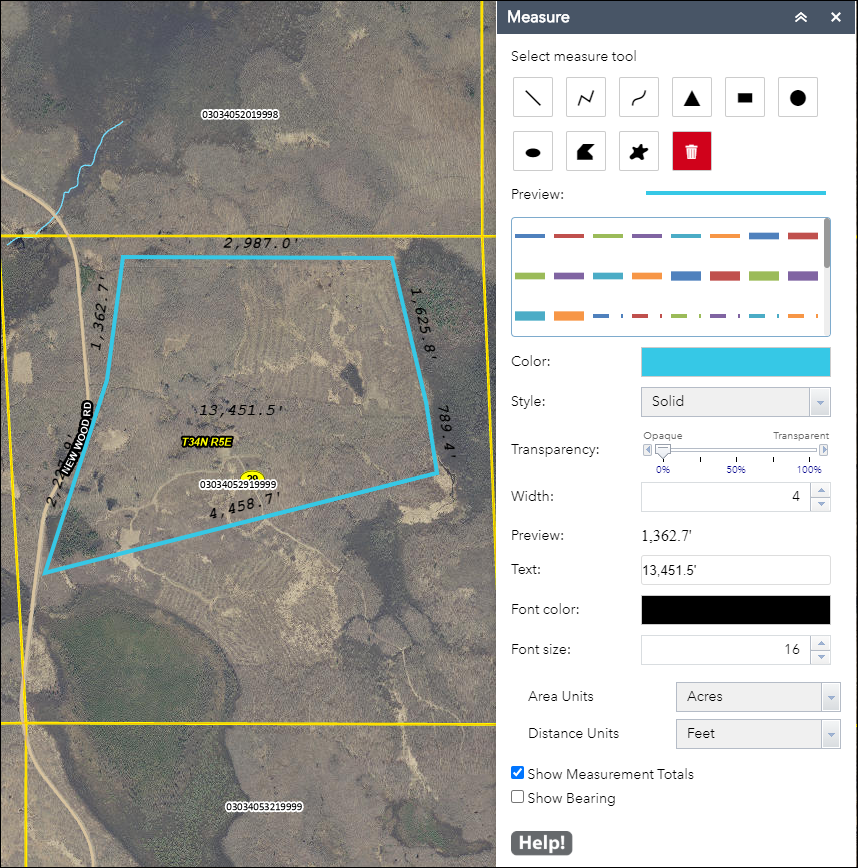 Measure
Select measure tool
Preview:
Color:
Style:
Solid
Opaque
Transparent
Transparency:
0%
50%
100%
Width:
4
Preview:
1,362.7'
Text:
13,451.5'
Font color:
Font size:
16
Area Units
Acres
Distance Units
Feet
Show Measurement Totals
Show Bearing
Help!
03034052019998
2,987.0'
1,362.7'
1,625.8'
13,451.5'
789.4'
NEW WOOD RD
T34N R5E
29
03034052919999
4,458.7'
03034053219999